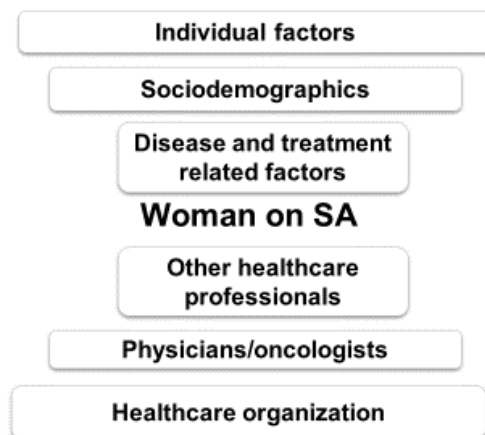 Individual factors
Sociodemographics
Disease and treatment
related factors
Woman on SA
Other healthcare
professionals
Physicians/oncologists
Healthcare organization